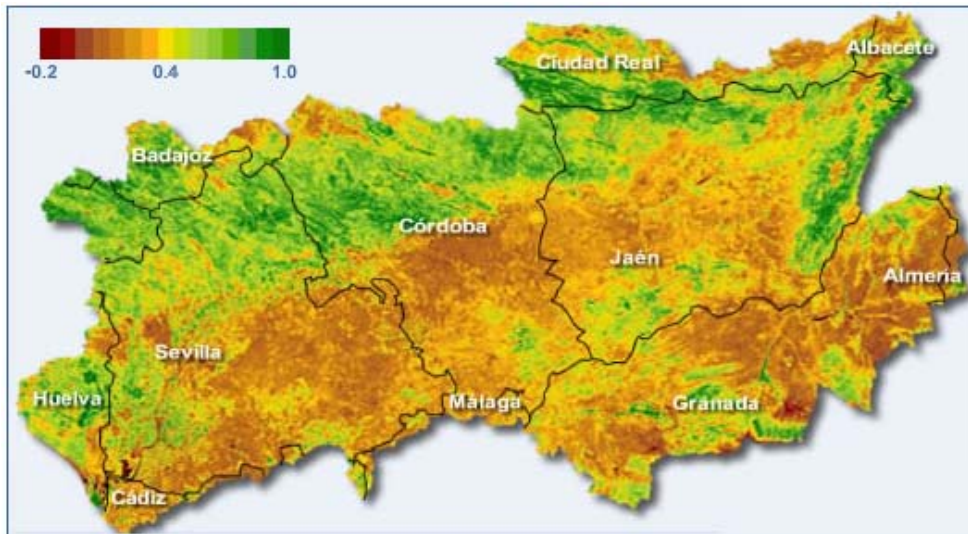 -0.2 0.4 1.0
Ciudad Real
Albacete
Badajoz
Córdoba
Jaén
Almería
Sevilla
Huelva
Málaga
Granada
Cádiz